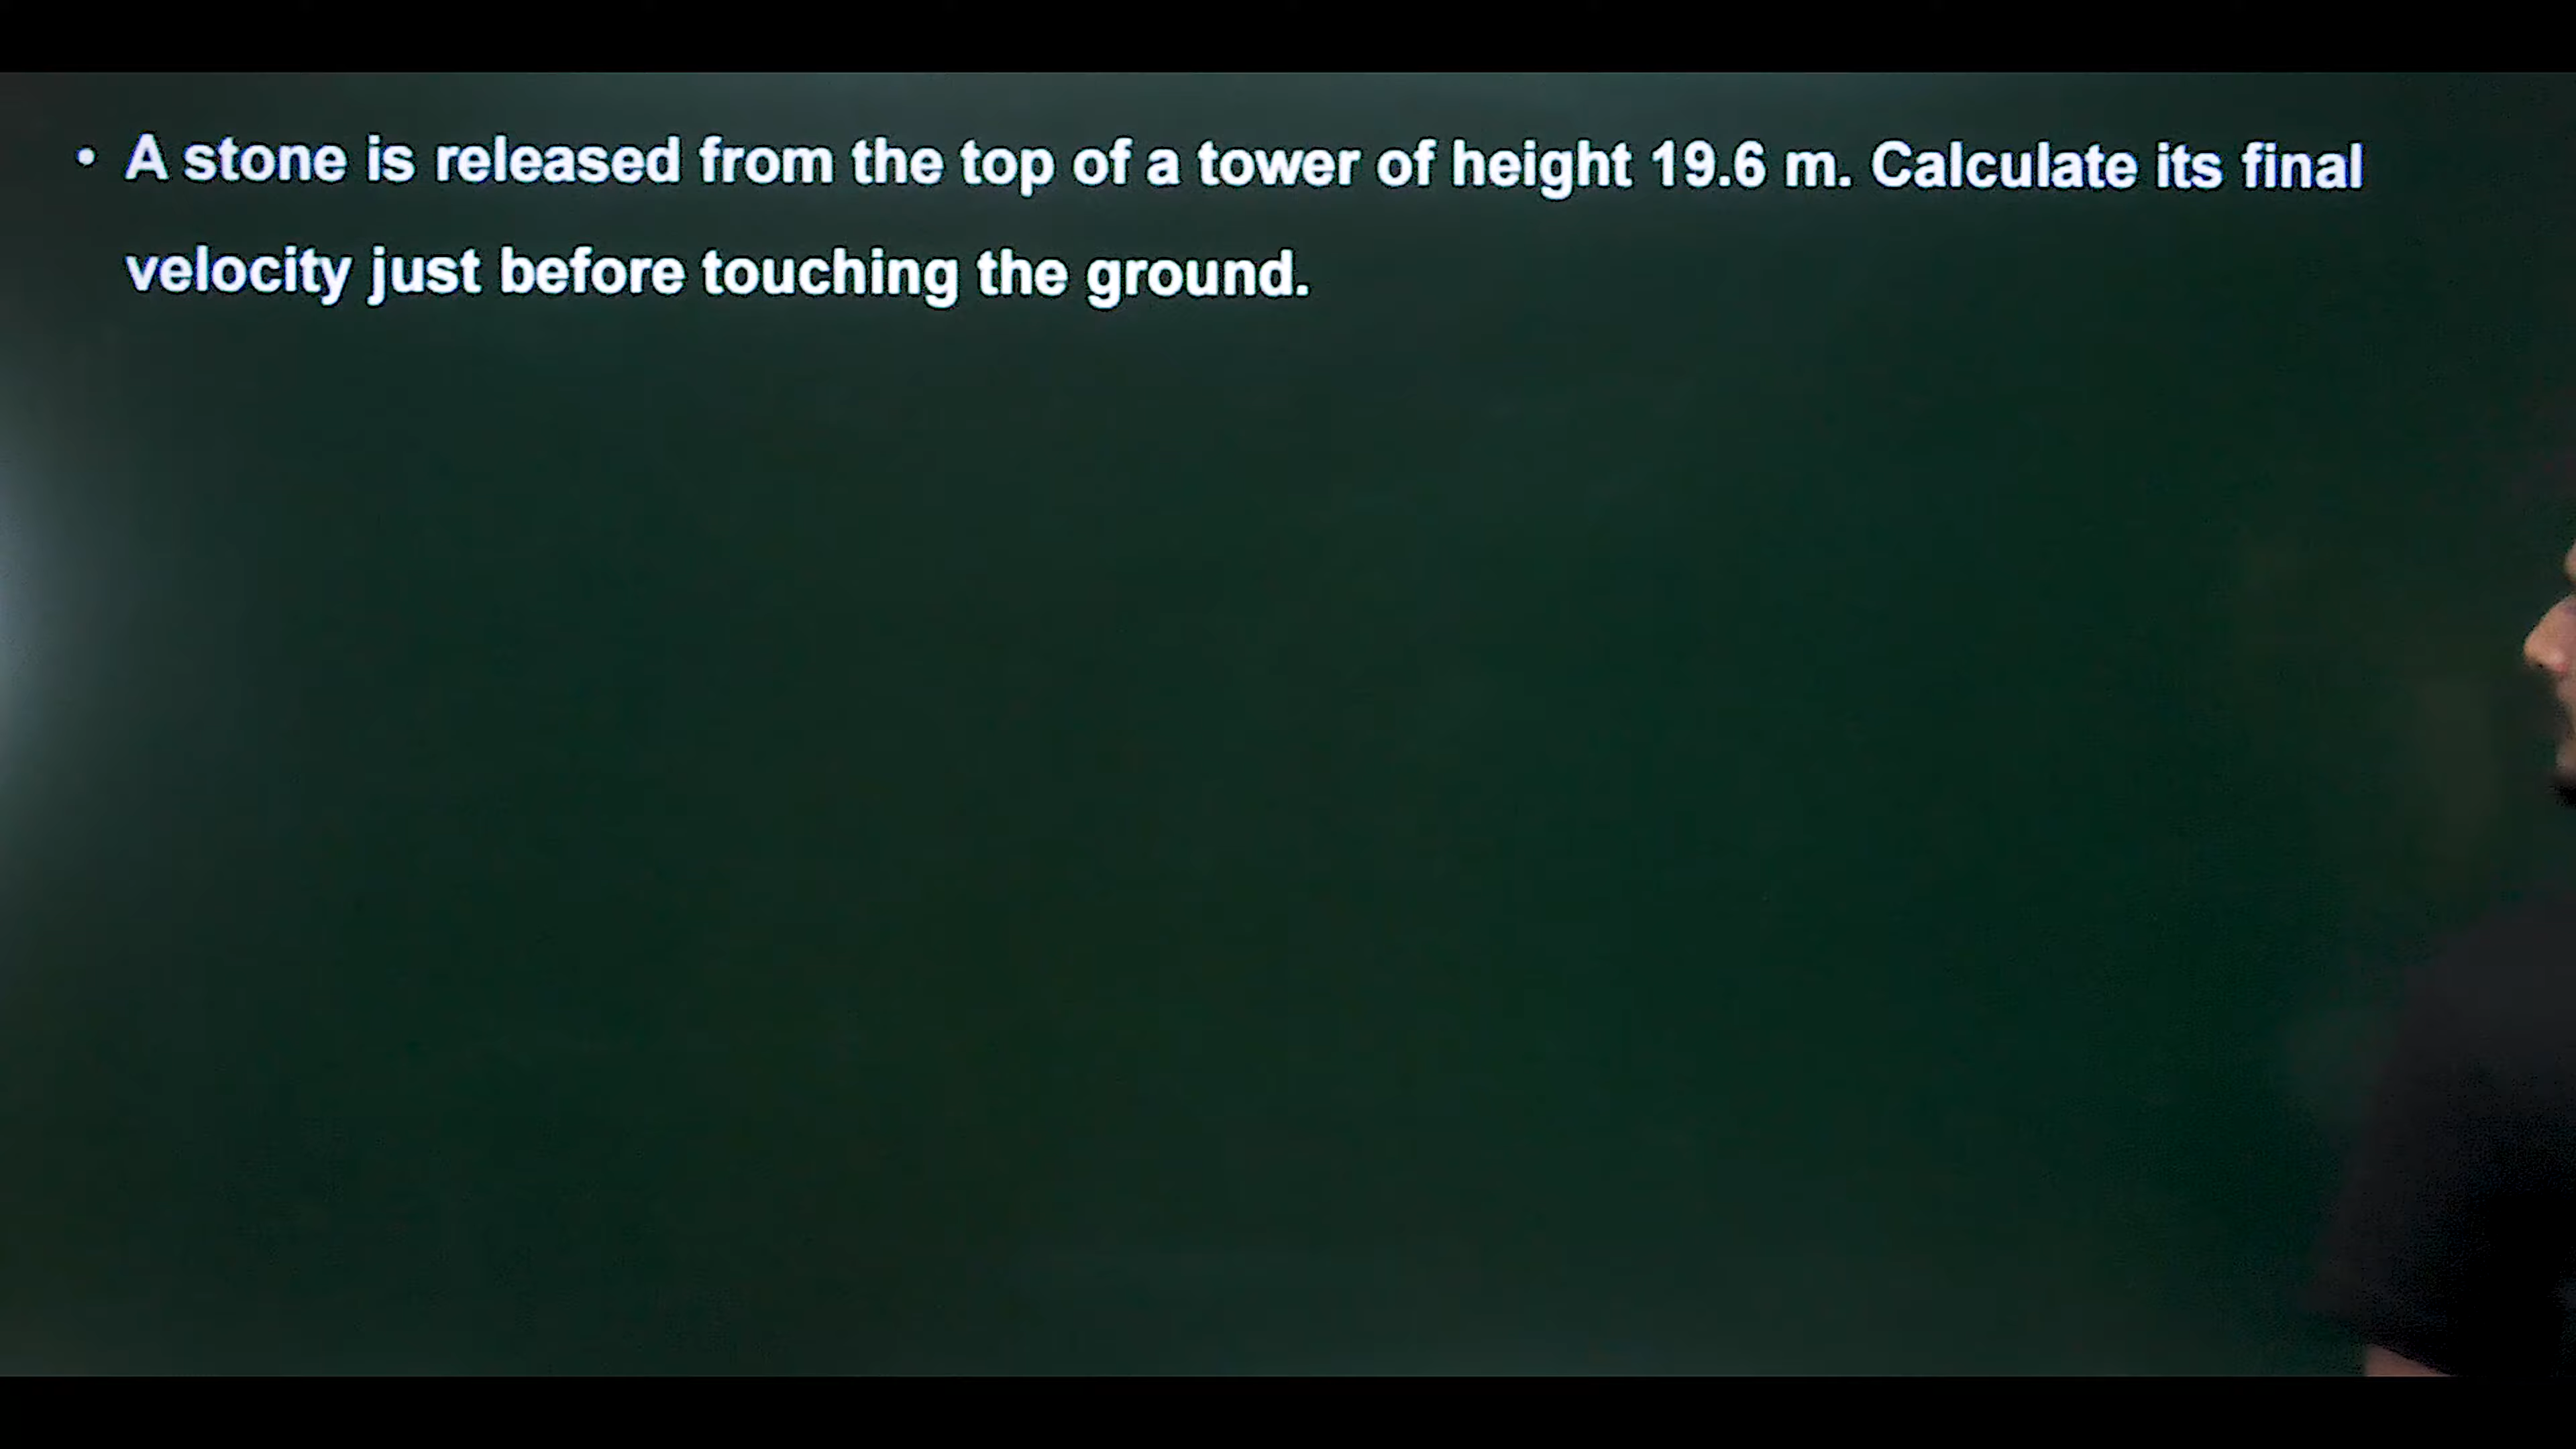 • A stone is released from the top of a tower of height 19.6 m. Calculate its final
velocity just before touching the ground.